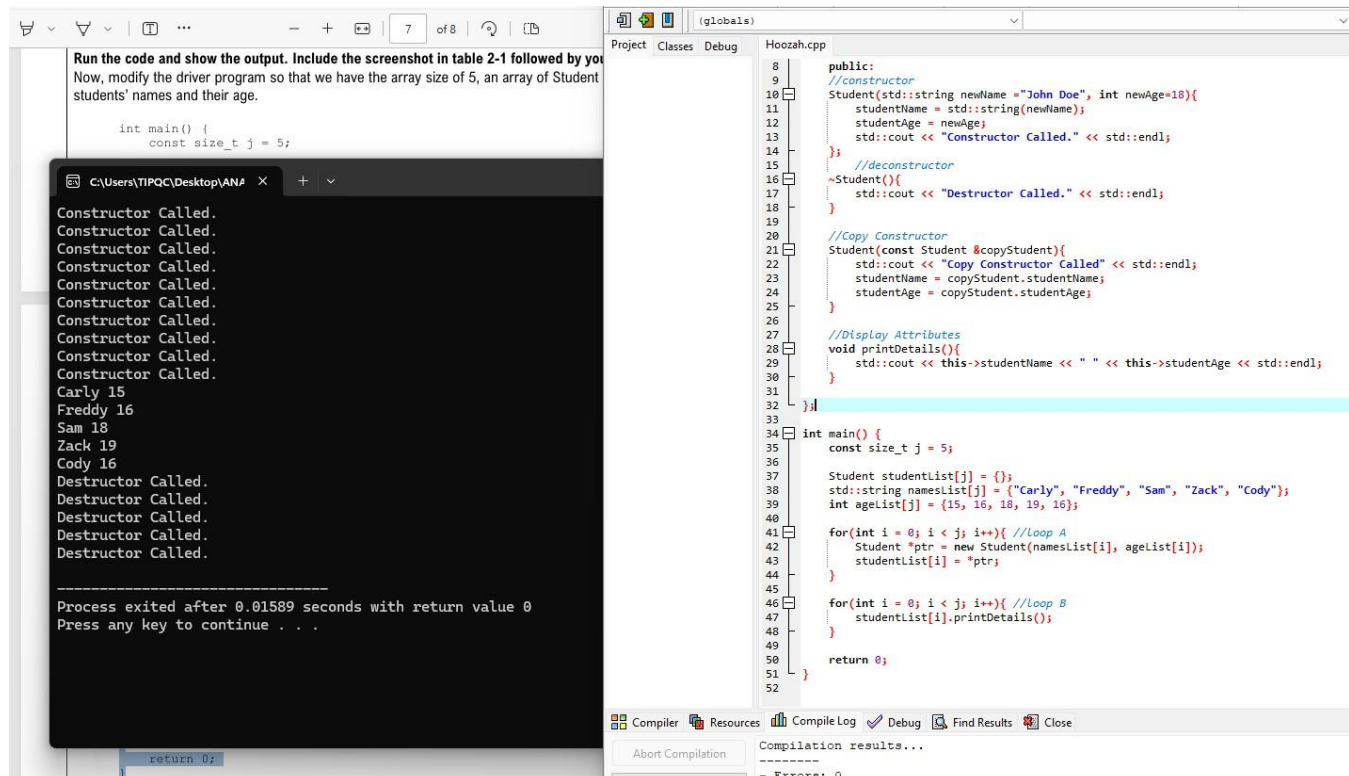 7 of 8
Run the code and show the output. Include the screenshot in table 2-1 followed by you
Now, modify the driver program so that we have the array size of 5, an array of Student
students' names and their age.
int main() {
const size_t j = 5;
C:\Users\TIPQC\Desktop\ANA
Constructor Called.
Constructor Called.
Constructor Called.
Constructor Called.
Constructor Called.
Constructor Called.
Constructor Called.
Constructor Called.
Constructor Called.
Constructor Called.
Carly 15
Freddy 16
Sam 18
Zack 19
Cody 16
Destructor Called.
Destructor Called.
Destructor Called.
Destructor Called.
Destructor Called.
--------------------------------
Process exited after 0.01589 seconds with return value 0
Press any key to continue . . .
return 0;
}
(globals)
Project Classes Debug
Hoozah.cpp
8 public:
9 //constructor
10 Student(std::string newName ="John Doe", int newAge=18){
11 studentName = std::string(newName);
12 studentAge = newAge;
13 std::cout << "Constructor Called." << std::endl;
14 };
15 //deconstructor
16 ~Student(){
17 std::cout << "Destructor Called." << std::endl;
18 }
19
20 //Copy Constructor
21 Student(const Student &copyStudent){
22 std::cout << "Copy Constructor Called" << std::endl;
23 studentName = copyStudent.studentName;
24 studentAge = copyStudent.studentAge;
25 }
26
27 //Display Attributes
28 void printDetails(){
29 std::cout << this->studentName << " " << this->studentAge << std::endl;
30 }
31
32 };
33
34 int main() {
35 const size_t j = 5;
36
37 Student studentList[j] = {};
38 std::string namesList[j] = {"Carly", "Freddy", "Sam", "Zack", "Cody"};
39 int ageList[j] = {15, 16, 18, 19, 16};
40
41 for(int i = 0; i < j; i++){ //loop A
42 Student *ptr = new Student(namesList[i], ageList[i]);
43 studentList[i] = *ptr;
44 }
45
46 for(int i = 0; i < j; i++){ //loop B
47 studentList[i].printDetails();
48 }
49
50 return 0;
51 }
52
Compiler Resources Compile Log Debug Find Results Close
Abort Compilation
Compilation results...
--------
- Errors: 0